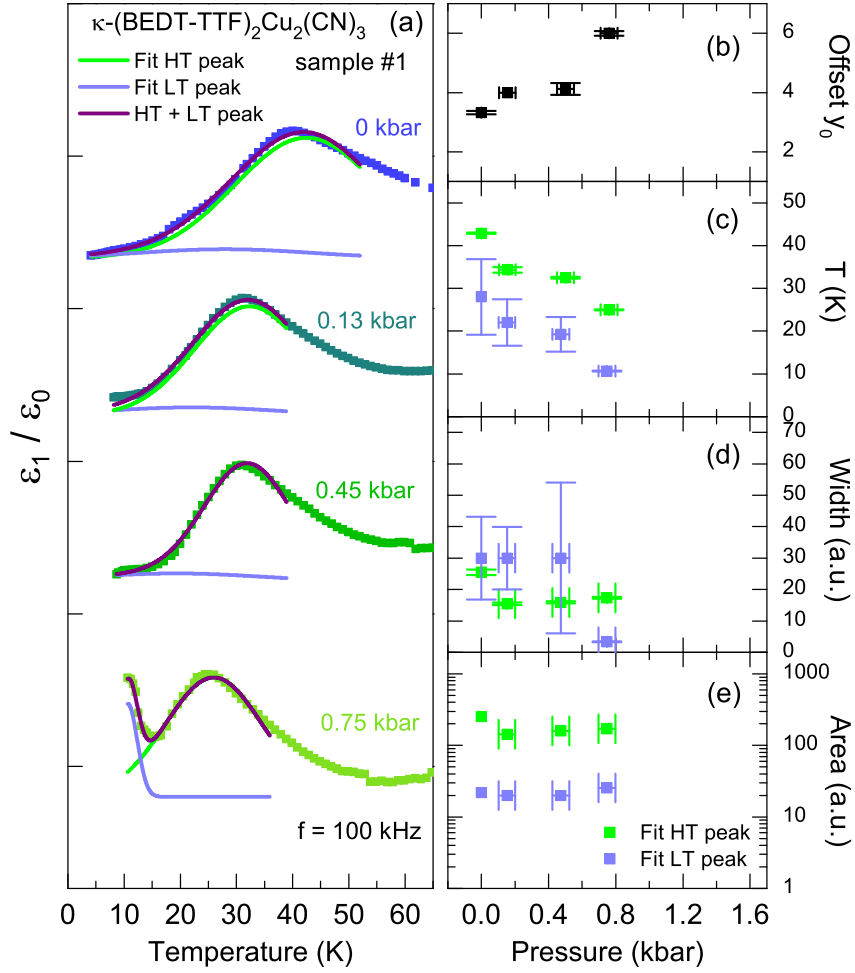 κ-(BEDT-TTF)₂Cu₂(CN)₃ (a)
Fit HT peak
Fit LT peak
HT + LT peak
sample #1
0 kbar
0.13 kbar
0.45 kbar
0.75 kbar
f = 100 kHz
ε₁ / ε₀
0 10 20 30 40 50 60
Temperature (K)
(b)
6
4
2
Offset y₀
(c)
50
40
30
20
10
0
T (K)
(d)
70
60
50
40
30
20
10
0
Width (a.u.)
(e)
1000
100
10
1
Area (a.u.)
Fit HT peak
Fit LT peak
0.0 0.4 0.8 1.2 1.6
Pressure (kbar)